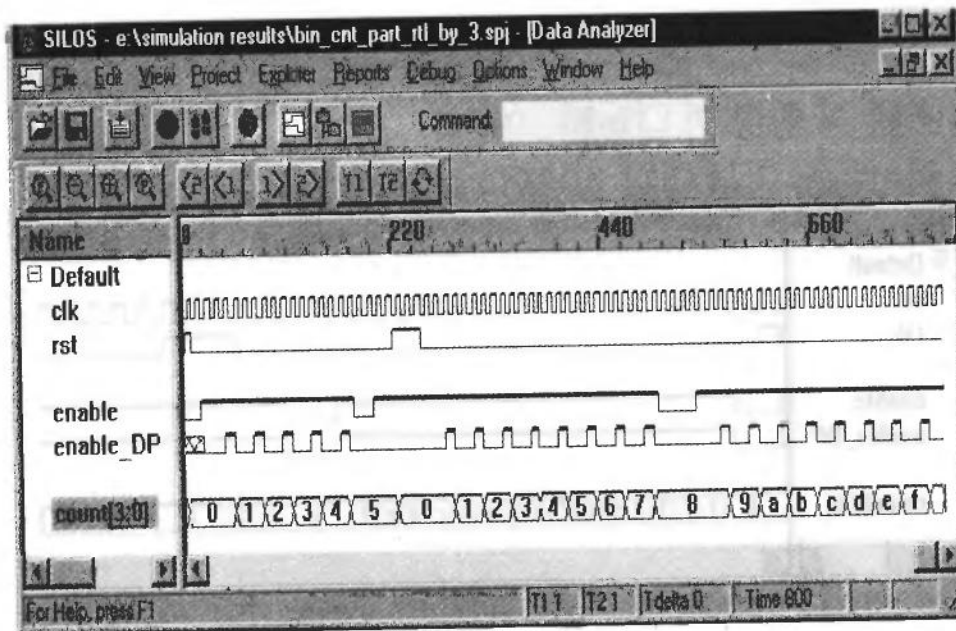 SILOS - e:\simulation results\bin_cnt_part_rtl_by_3.spj - [Data Analyzer]
File Edit View Project Explorer Reports Debug Options Window Help
Command:
T1 T2
Name 0 220 440 660
Default
clk
rst
enable
enable_DP
count[3:0] 0 1 2 3 4 5 0 1 2 3 4 5 6 7 8 9 a b c d e f
For Help, press F1 T1 1 T2 1 Tdelta 0 Time 800